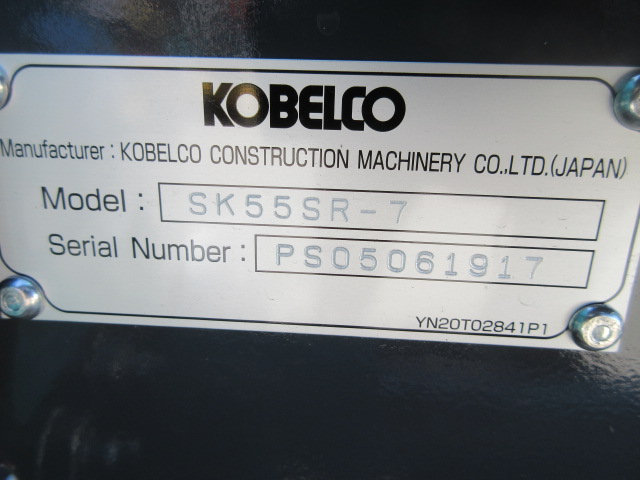 KOBELCO
Manufacturer : KOBELCO CONSTRUCTION MACHINERY CO.,LTD.(JAPAN)
Model : SK55SR-7
Serial Number : PS05061917
YN20T02841P1